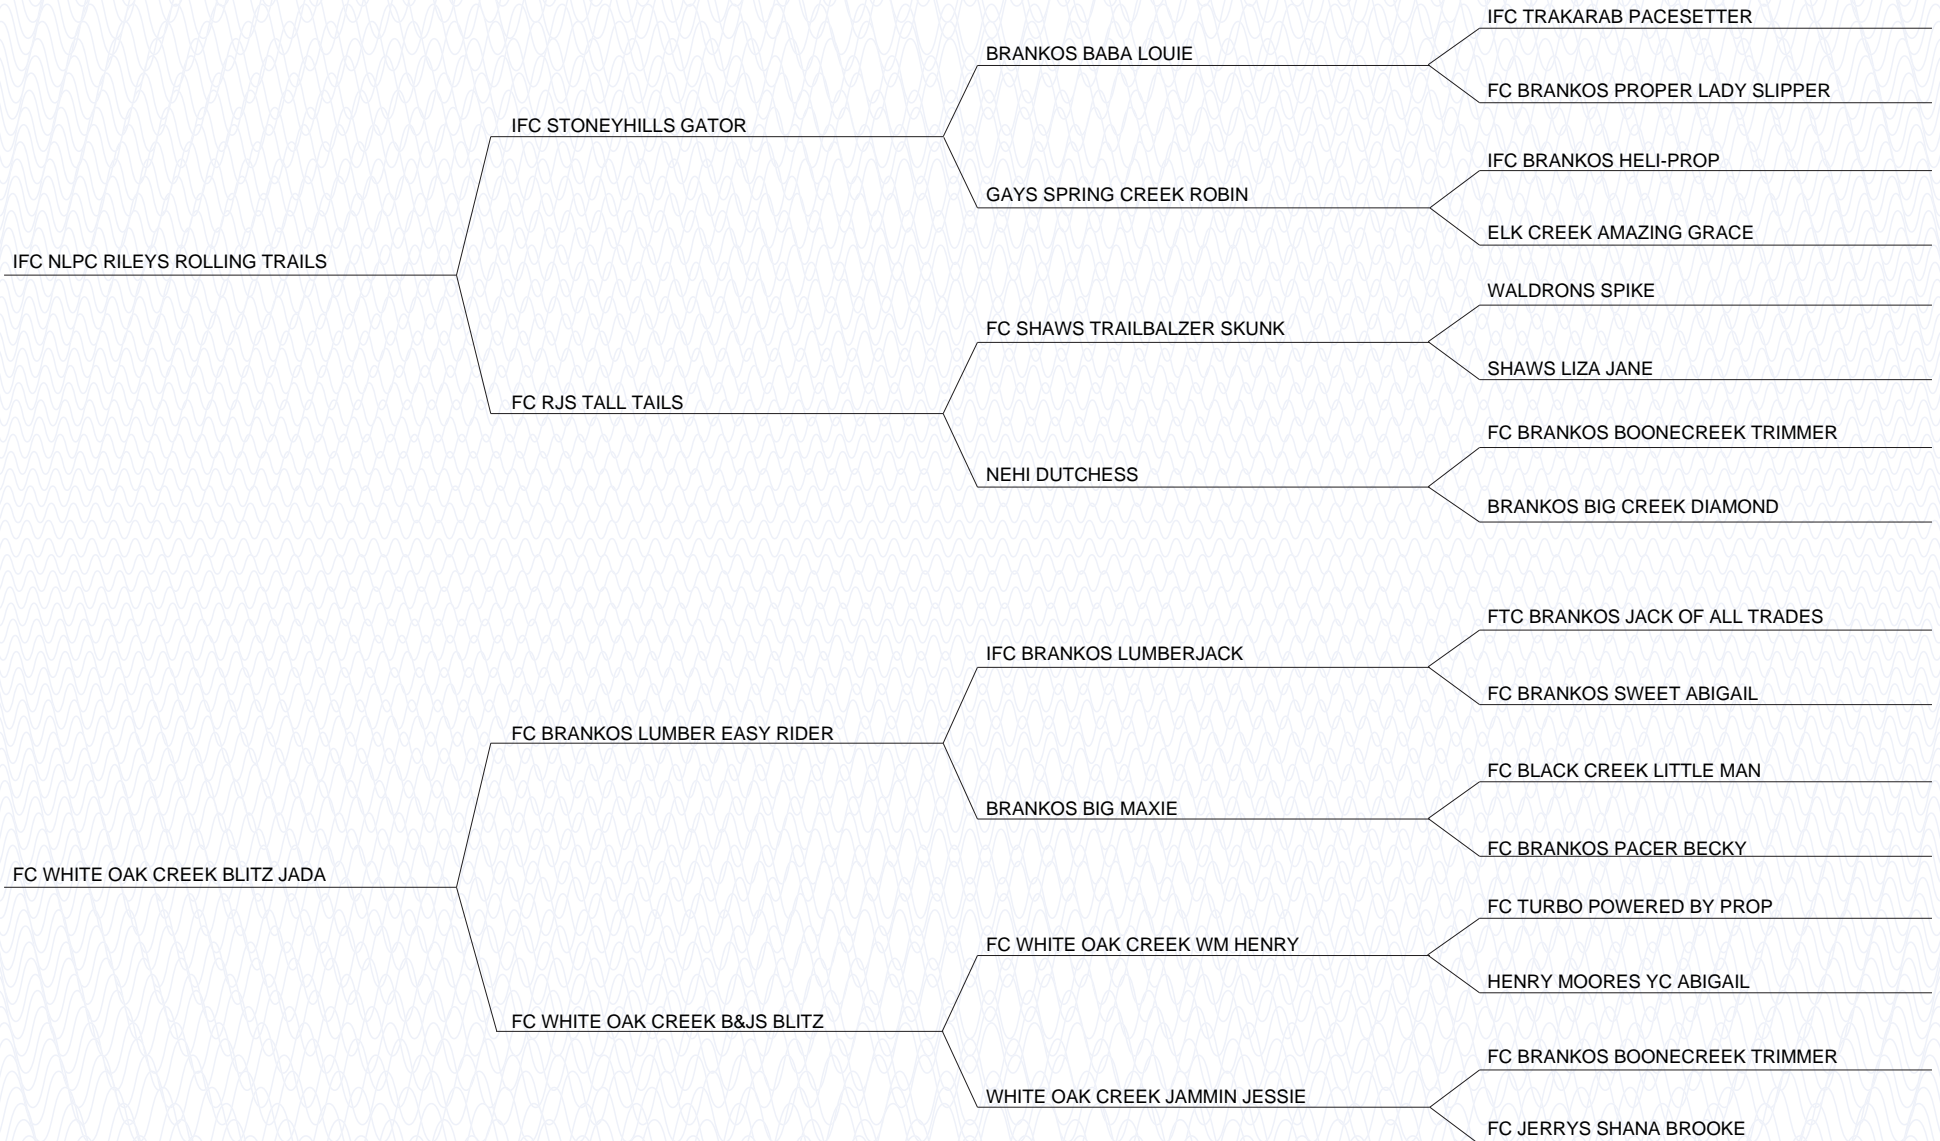 IFC TRAKARAB PACESETTER
BRANKOS BABA LOUIE
FC BRANKOS PROPER LADY SLIPPER
IFC STONEYHILLS GATOR
IFC BRANKOS HELI-PROP
GAYS SPRING CREEK ROBIN
ELK CREEK AMAZING GRACE
IFC NLPC RILEYS ROLLING TRAILS
WALDRONS SPIKE
FC SHAWS TRAILBALZER SKUNK
SHAWS LIZA JANE
FC RJS TALL TAILS
FC BRANKOS BOONECREEK TRIMMER
NEHI DUTCHESS
BRANKOS BIG CREEK DIAMOND
FTC BRANKOS JACK OF ALL TRADES
IFC BRANKOS LUMBERJACK
FC BRANKOS SWEET ABIGAIL
FC BRANKOS LUMBER EASY RIDER
FC BLACK CREEK LITTLE MAN
BRANKOS BIG MAXIE
FC BRANKOS PACER BECKY
FC WHITE OAK CREEK BLITZ JADA
FC TURBO POWERED BY PROP
FC WHITE OAK CREEK WM HENRY
HENRY MOORES YC ABIGAIL
FC WHITE OAK CREEK B&JS BLITZ
FC BRANKOS BOONECREEK TRIMMER
WHITE OAK CREEK JAMMIN JESSIE
FC JERRYS SHANA BROOKE